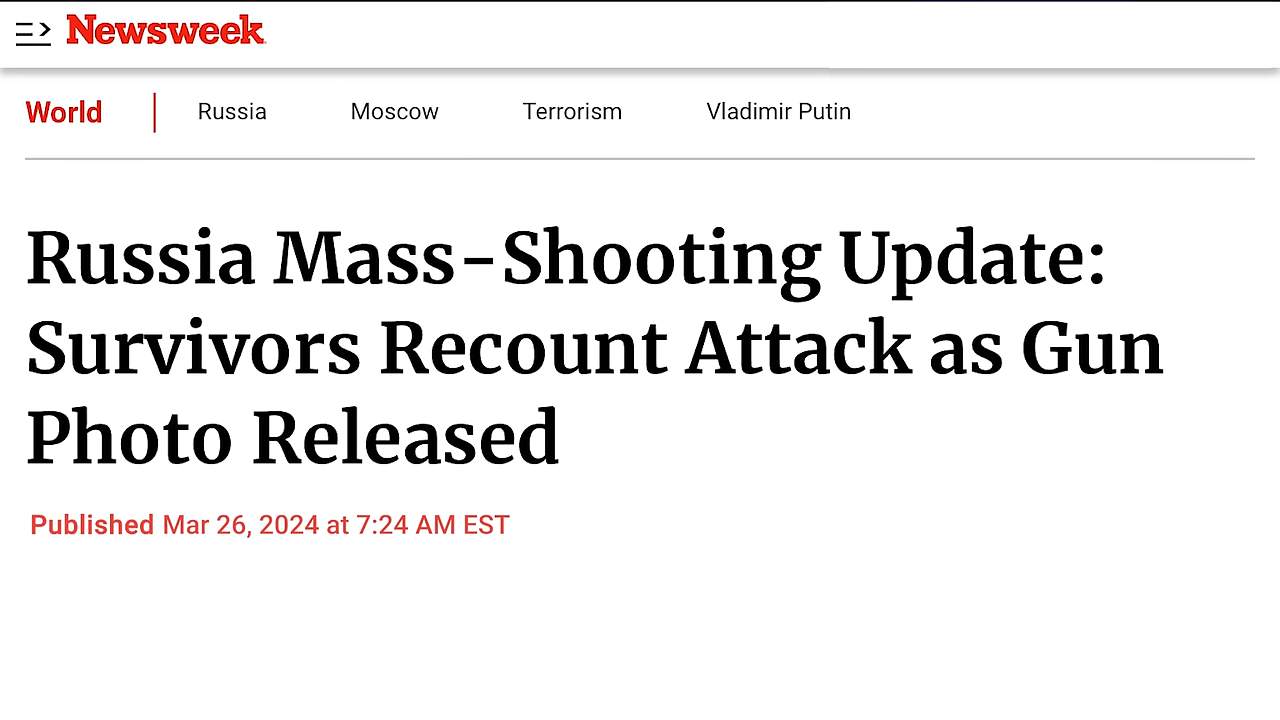 Newsweek
World Russia Moscow Terrorism Vladimir Putin
Russia Mass-Shooting Update:
Survivors Recount Attack as Gun
Photo Released
Published Mar 26, 2024 at 7:24 AM EST